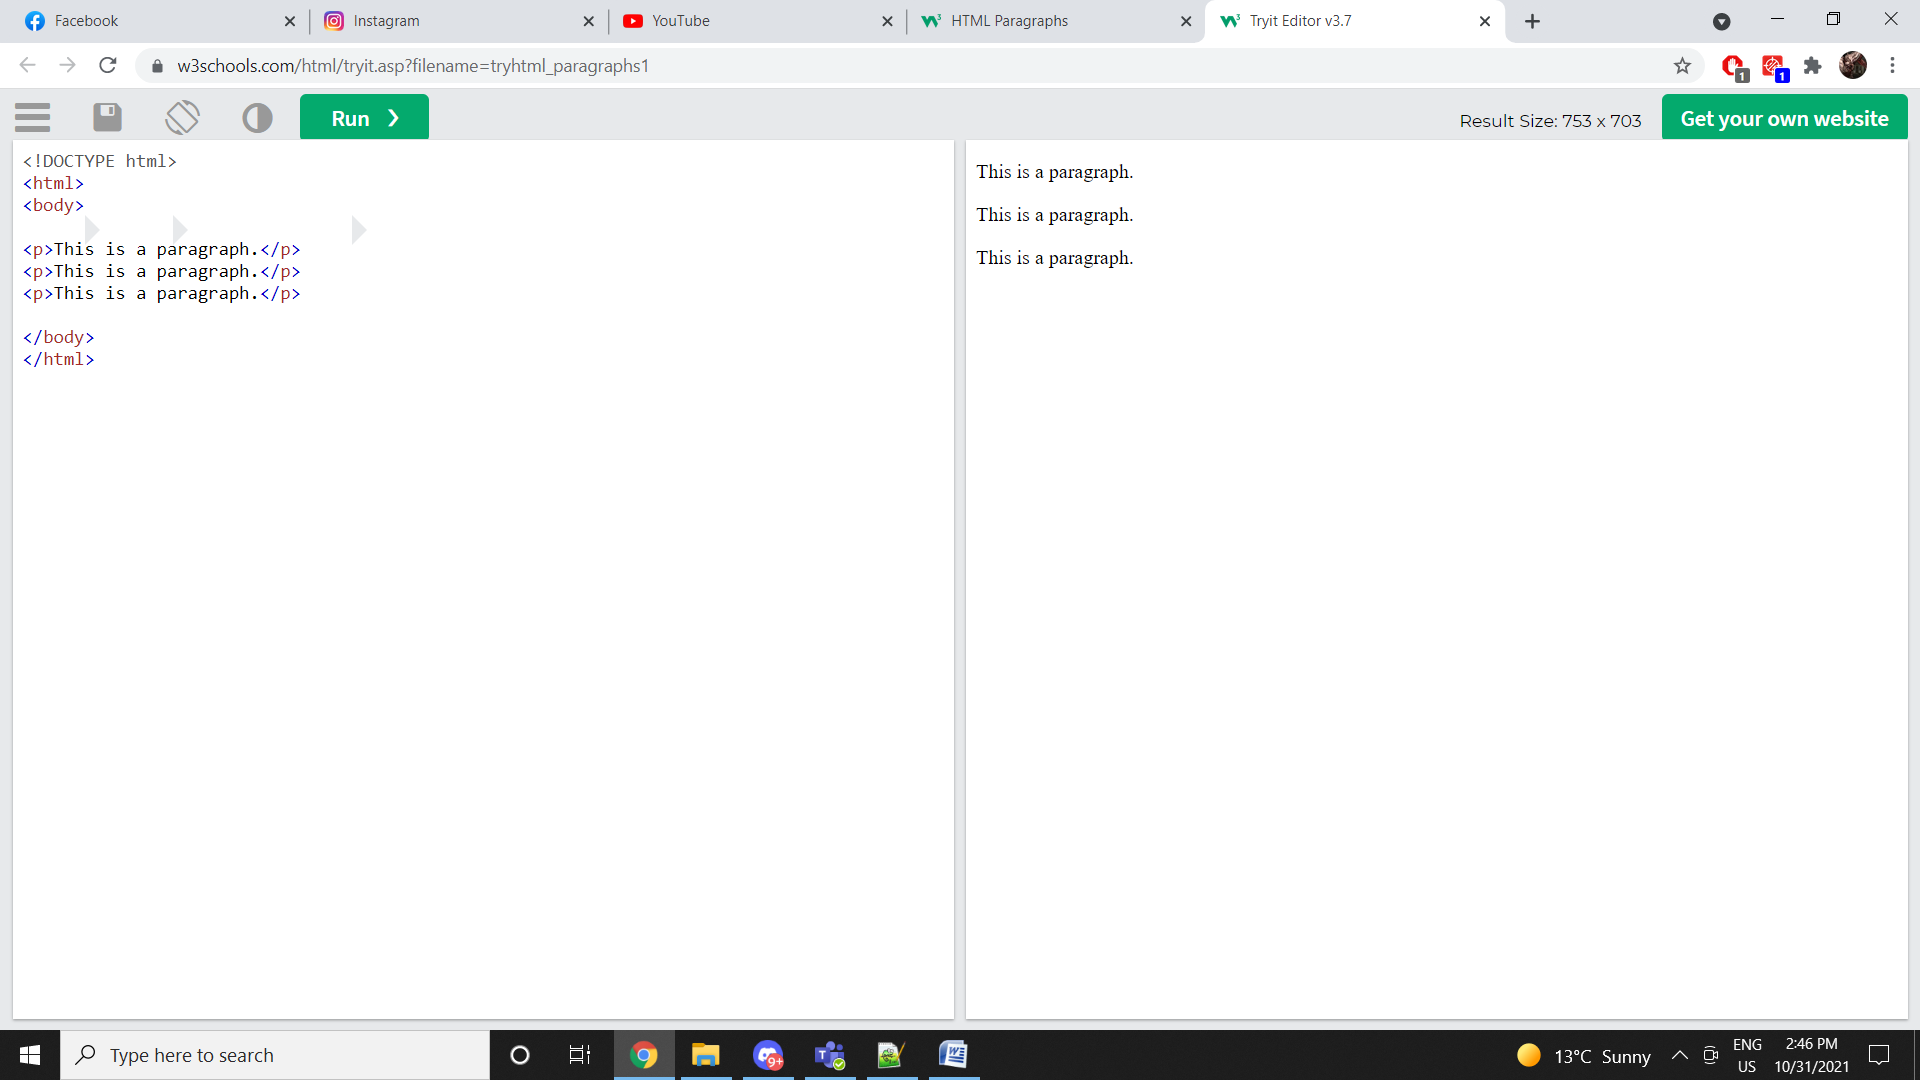 Facebook
Instagram
YouTube
HTML Paragraphs
Tryit Editor v3.7
w3schools.com/html/tryit.asp?filename=tryhtml_paragraphs1
1
1
Run ❯
Result Size: 753 x 703
Get your own website
<!DOCTYPE html>
<html>
<body>
<p>This is a paragraph.</p>
<p>This is a paragraph.</p>
<p>This is a paragraph.</p>
</body>
</html>
This is a paragraph.
This is a paragraph.
This is a paragraph.
Type here to search
9+
13°C Sunny
ENG
US
2:46 PM
10/31/2021